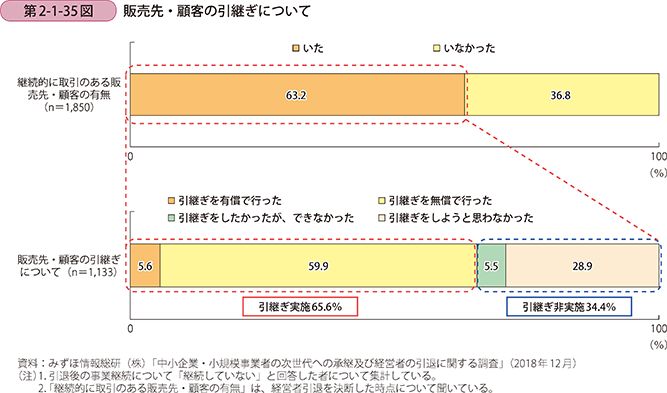 第2-1-35図 販売先・顧客の引継ぎについて
いた いなかった
継続的に取引のある販
売先・顧客の有無
（n＝1,850）
63.2 36.8
0 100
（％）
引継ぎを有償で行った 引継ぎを無償で行った
引継ぎをしたかったが、できなかった 引継ぎをしようと思わなかった
販売先・顧客の引継ぎ
について（n＝1,133）
5.6 59.9 5.5 28.9
引継ぎ実施65.6％ 引継ぎ非実施34.4％
0 100
（％）
資料：みずほ情報総研（株）「中小企業・小規模事業者の次世代への承継及び経営者の引退に関する調査」（2018年12月）
（注）1. 引退後の事業継続について「継続していない」と回答した者について集計している。
2.「継続的に取引のある販売先・顧客の有無」は、経営者引退を決断した時点について聞いている。